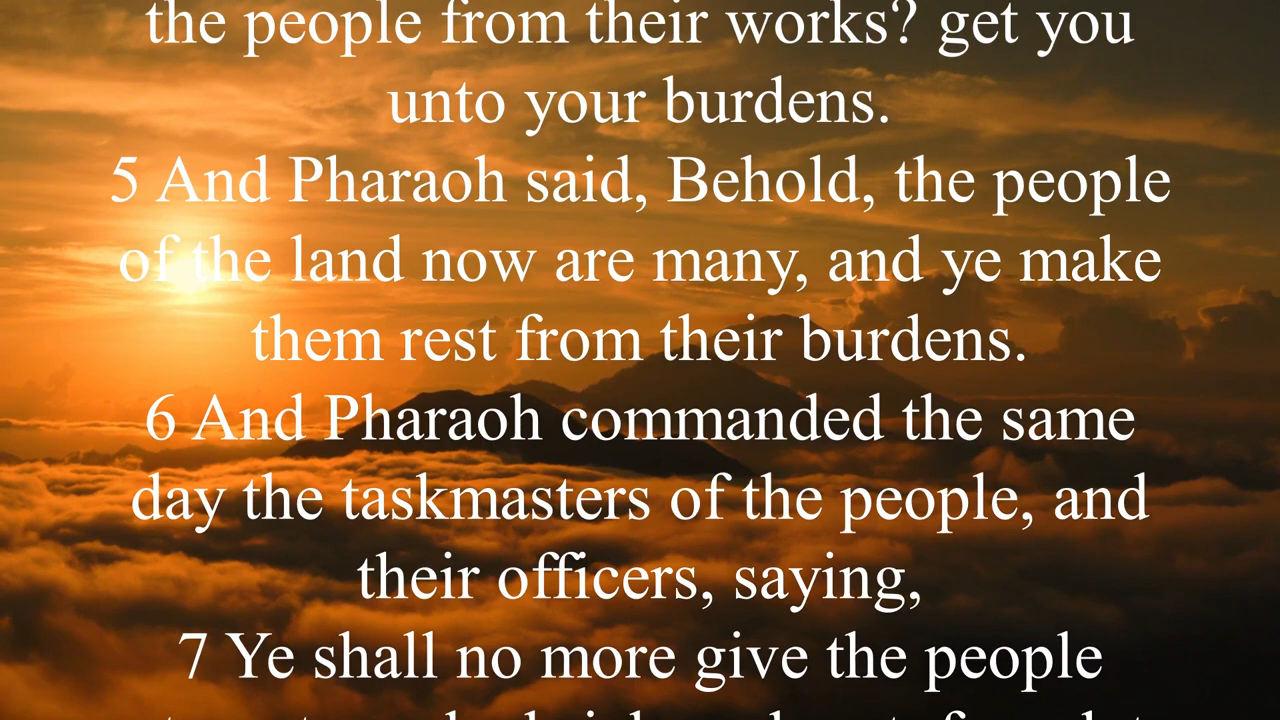 the people from their works? get you
unto your burdens.
5 And Pharaoh said, Behold, the people
of the land now are many, and ye make
them rest from their burdens.
6 And Pharaoh commanded the same
day the taskmasters of the people, and
their officers, saying,
7 Ye shall no more give the people